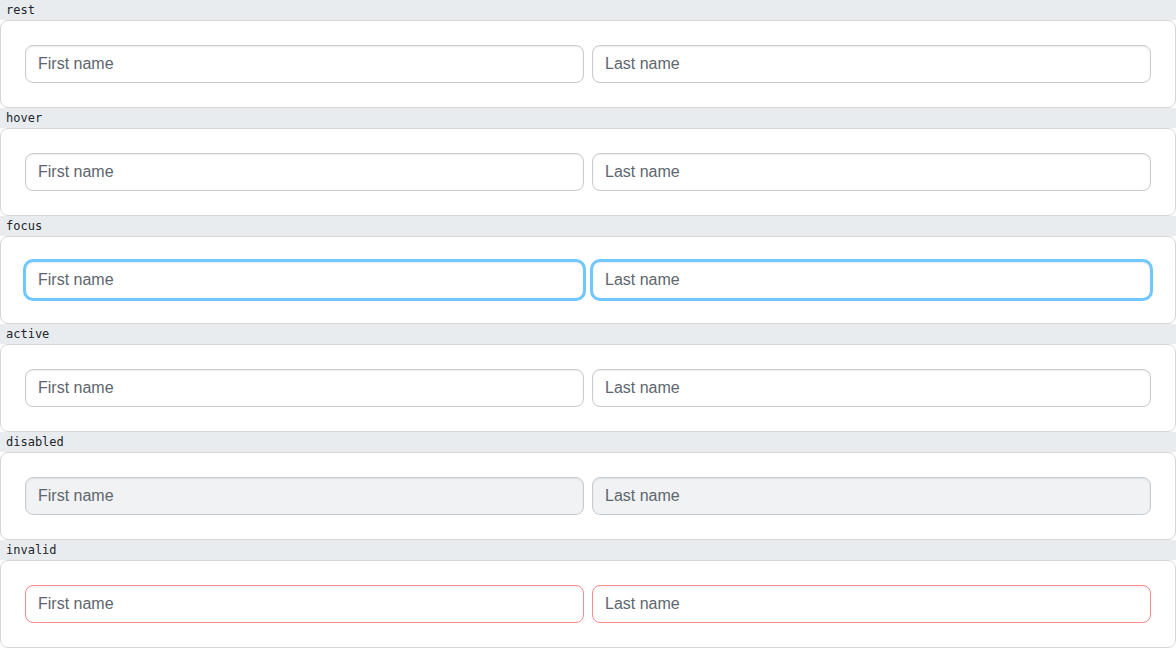 rest
First name Last name
hover
First name Last name
focus
First name Last name
active
First name Last name
disabled
First name Last name
invalid
First name Last name